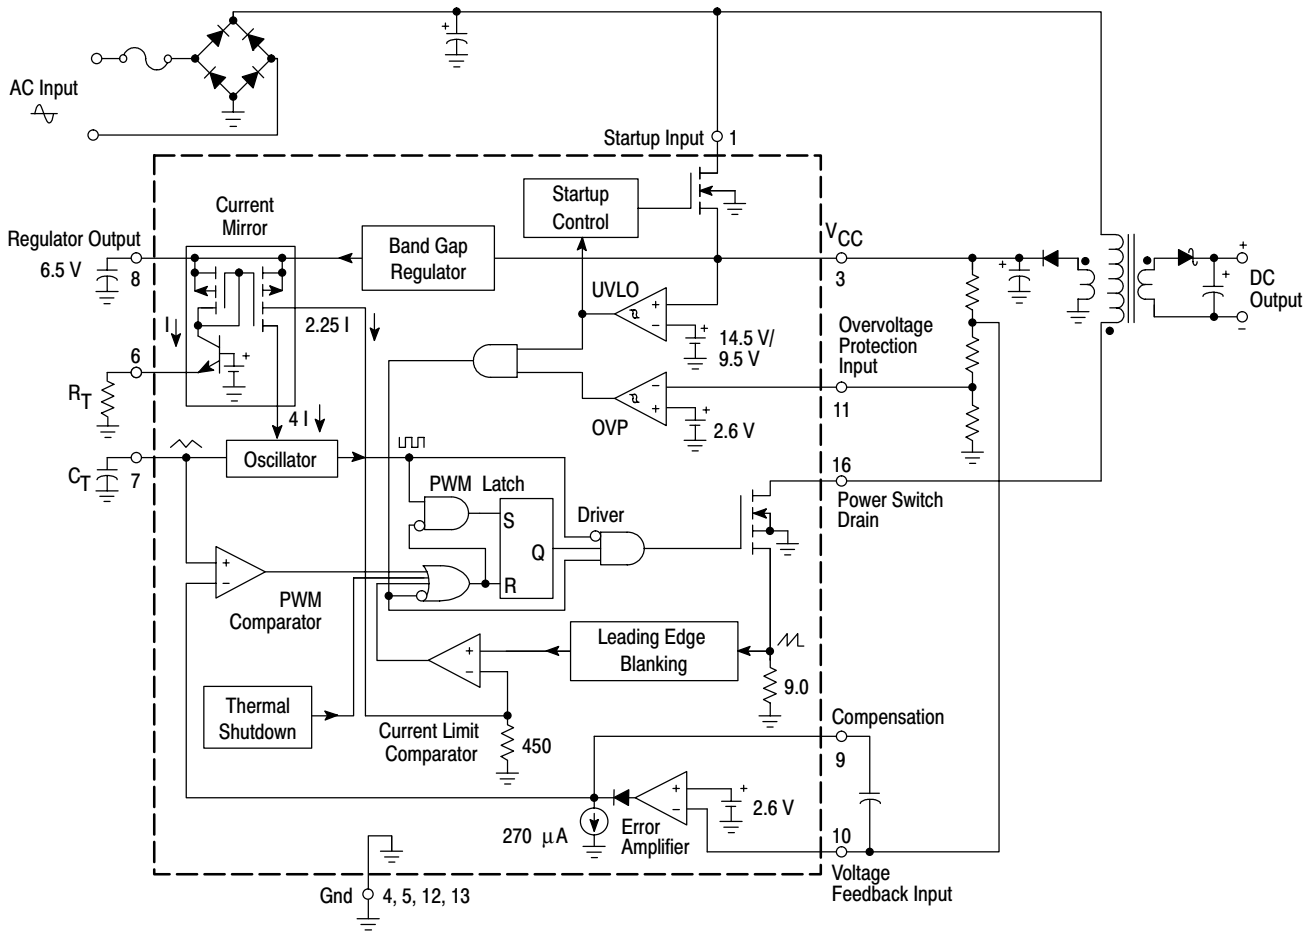 AC Input
Startup Input
1
Startup
Control
Current
Mirror
Regulator Output
6.5 V
8
Band Gap
Regulator
VCC
3
UVLO
+
−
+
14.5 V/
9.5 V
+
+
+
DC
Output
−
I
2.25 I
+
6
RT
4 I
Overvoltage
Protection
Input
11
−
+
OVP
+
2.6 V
CT
7
Oscillator
PWM Latch
S
Q
R
Driver
16
Power Switch
Drain
+
−
PWM
Comparator
Leading Edge
Blanking
+
−
9.0
Thermal
Shutdown
Current Limit
Comparator
450
Compensation
9
270 μA
Error
Amplifier
+
−
+
2.6 V
10
Voltage
Feedback Input
Gnd
4, 5, 12, 13